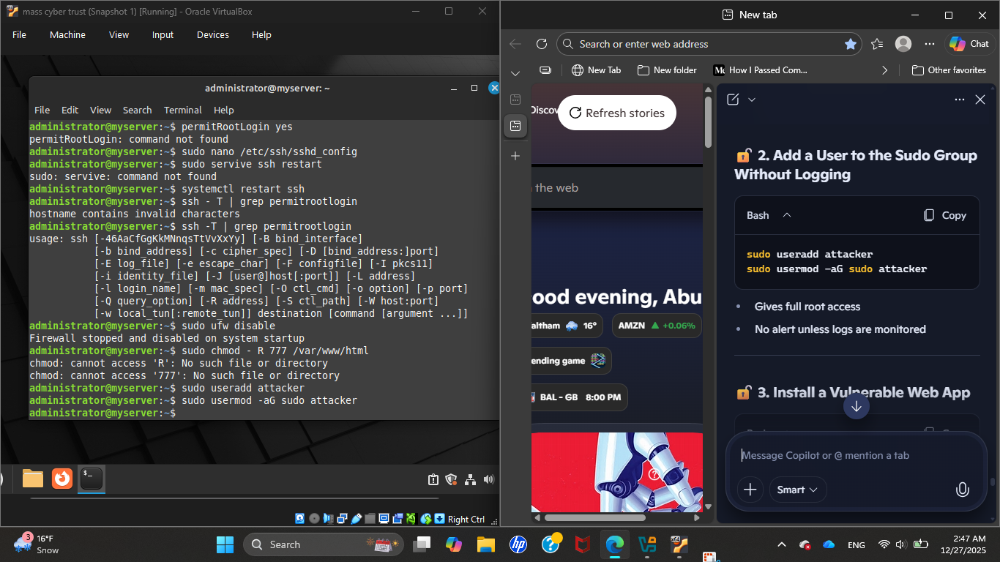 mass cyber trust (Snapshot 1) [Running] - Oracle VirtualBox
File Machine View Input Devices Help
administrator@myserver: ~
File Edit View Search Terminal Help
administrator@myserver:~$ permitRootLogin yes
permitRootLogin: command not found
administrator@myserver:~$ sudo nano /etc/ssh/sshd_config
administrator@myserver:~$ sudo servive ssh restart
sudo: servive: command not found
administrator@myserver:~$ systemctl restart ssh
administrator@myserver:~$ ssh - T | grep permitrootlogin
hostname contains invalid characters
administrator@myserver:~$ ssh -T | grep permitrootlogin
usage: ssh [-46AaCfGgKkMNnqsTtVvXxYy] [-B bind_interface]
[-b bind_address] [-c cipher_spec] [-D [bind_address:]port]
[-E log_file] [-e escape_char] [-F configfile] [-I pkcs11]
[-i identity_file] [-J [user@]host[:port]] [-L address]
[-l login_name] [-m mac_spec] [-O ctl_cmd] [-o option] [-p port]
[-Q query_option] [-R address] [-S ctl_path] [-W host:port]
[-w local_tun[:remote_tun]] destination [command [argument ...]]
administrator@myserver:~$ sudo ufw disable
Firewall stopped and disabled on system startup
administrator@myserver:~$ sudo chmod - R 777 /var/www/html
chmod: cannot access 'R': No such file or directory
chmod: cannot access '777': No such file or directory
administrator@myserver:~$ sudo useradd attacker
administrator@myserver:~$ sudo usermod -aG sudo attacker
administrator@myserver:~$
Right Ctrl
New tab
Search or enter web address
Chat
New Tab New folder How I Passed Com... Other favorites
Discov
Refresh stories
the web
ood evening, Abu
altham 16°
AMZN +0.06%
ending game
BAL - GB 8:00 PM
2. Add a User to the Sudo Group
Without Logging
Bash Copy
sudo useradd attacker
sudo usermod -aG sudo attacker
• Gives full root access
• No alert unless logs are monitored
3. Install a Vulnerable Web App
Message Copilot or @ mention a tab
Smart
3
16°F
Snow
Search
ENG
2:47 AM
12/27/2025